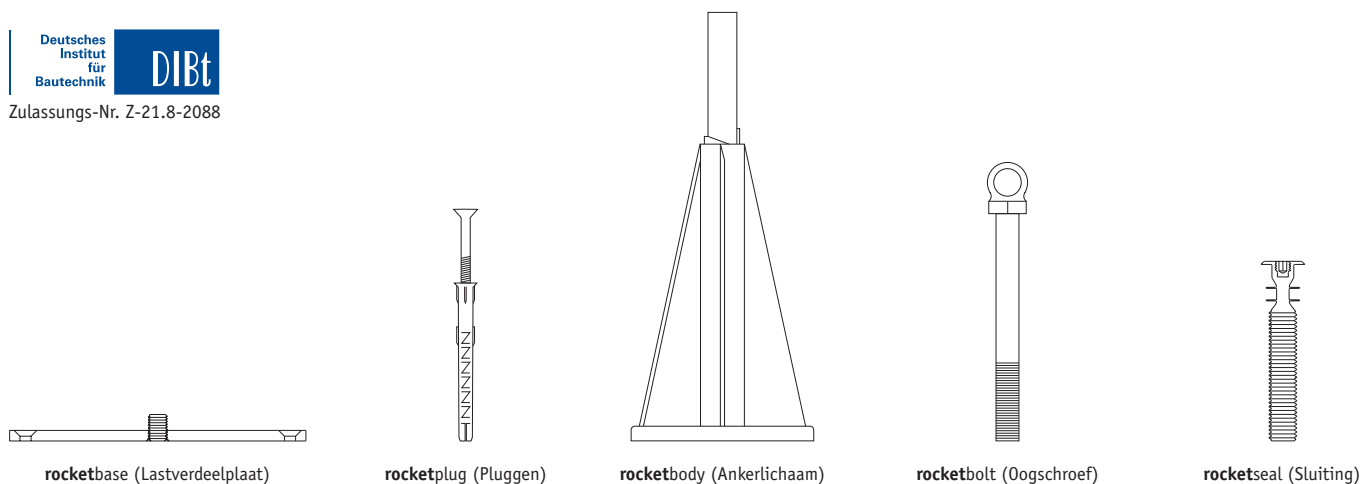 Deutsches
Institut
für
Bautechnik
DIBt
Zulassungs-Nr. Z-21.8-2088
rocketbase (Lastverdeelplaat)
rocketplug (Pluggen)
rocketbody (Ankerlichaam)
rocketbolt (Oogschroef)
rocketseal (Sluiting)